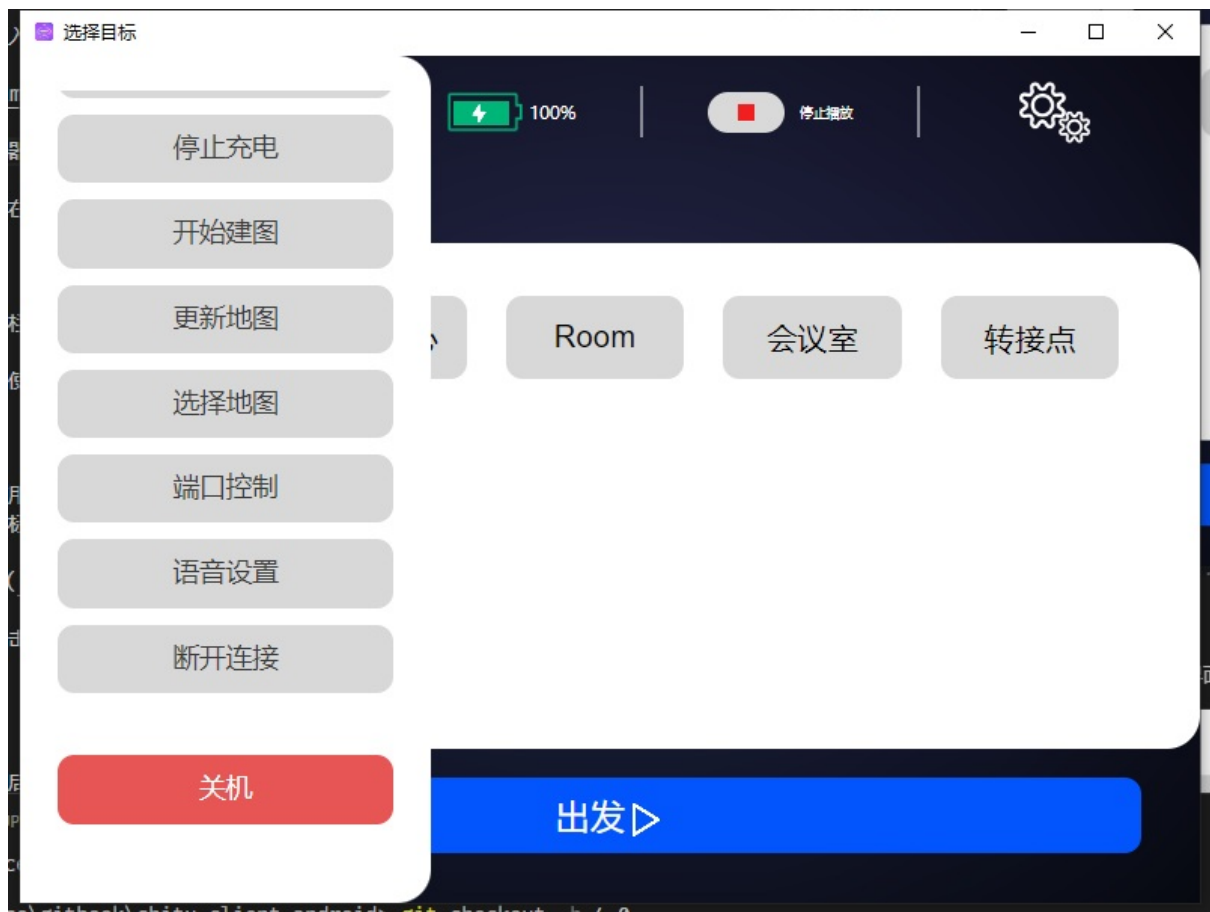 选择目标
100%
停止播放
停止充电
开始建图
更新地图
选择地图
端口控制
语音设置
断开连接
关机
Room
会议室
转接点
出发
git checkout